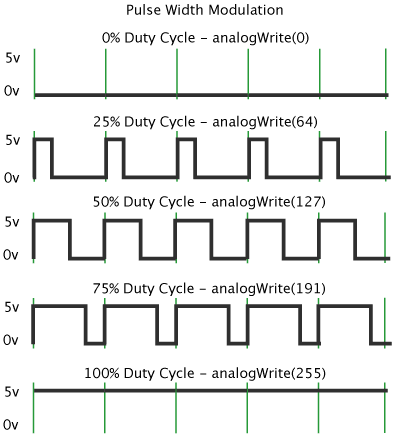 Pulse Width Modulation
0% Duty Cycle – analogWrite(0)
5v
0v
25% Duty Cycle – analogWrite(64)
5v
0v
50% Duty Cycle – analogWrite(127)
5v
0v
75% Duty Cycle – analogWrite(191)
5v
0v
100% Duty Cycle – analogWrite(255)
5v
0v